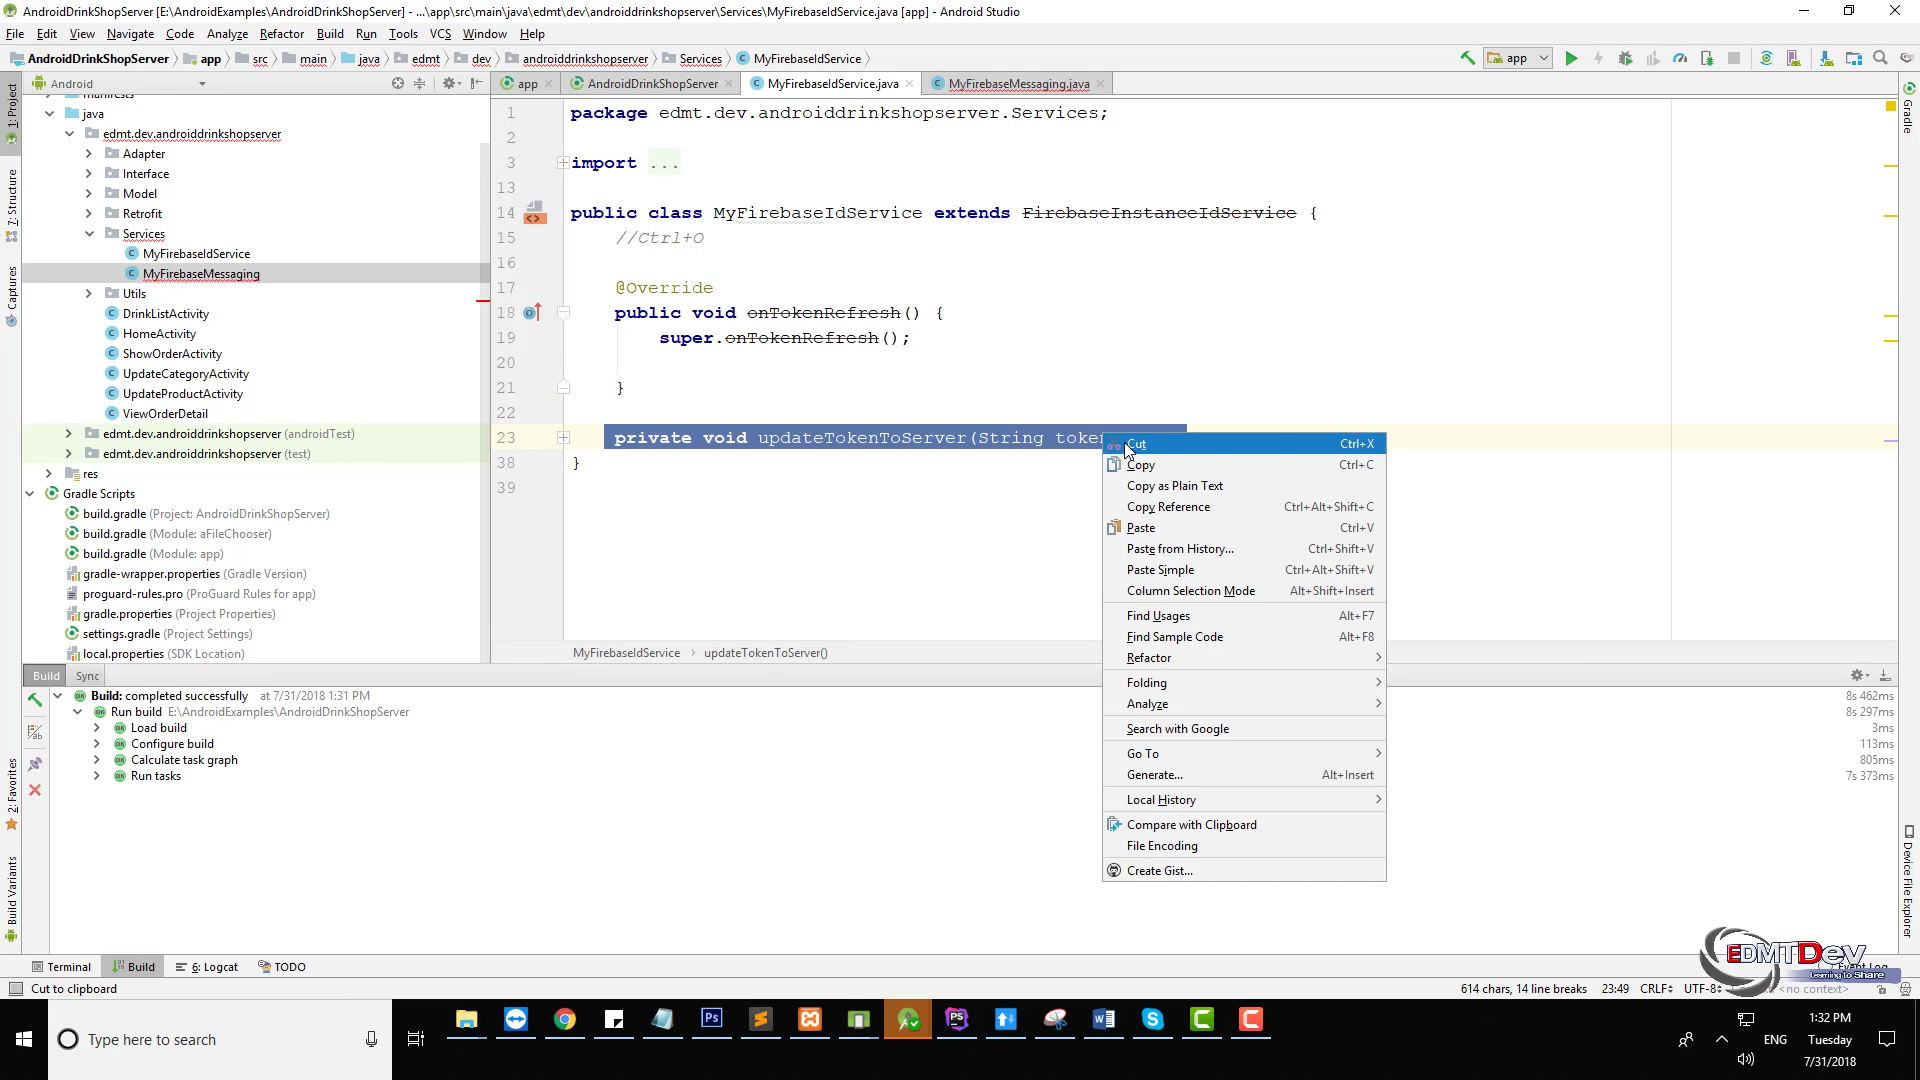 AndroidDrinkShopServer [E:\AndroidExamples\AndroidDrinkShopServer] - ...\app\src\main\java\edmt\dev\androiddrinkshopserver\Services\MyFirebaseIdService.java [app] - Android Studio
File Edit View Navigate Code Analyze Refactor Build Run Tools VCS Window Help
AndroidDrinkShopServer app src main java edmt dev androiddrinkshopserver Services MyFirebaseIdService app
1: Project
7: Structure
Captures
2: Favorites
Build Variants
Android
app AndroidDrinkShopServer MyFirebaseIdService.java MyFirebaseMessaging.java
java
edmt.dev.androiddrinkshopserver
Adapter
Interface
Model
Retrofit
Services
MyFirebaseIdService
MyFirebaseMessaging
Utils
DrinkListActivity
HomeActivity
ShowOrderActivity
UpdateCategoryActivity
UpdateProductActivity
ViewOrderDetail
edmt.dev.androiddrinkshopserver (androidTest)
edmt.dev.androiddrinkshopserver (test)
res
Gradle Scripts
build.gradle (Project: AndroidDrinkShopServer)
build.gradle (Module: aFileChooser)
build.gradle (Module: app)
gradle-wrapper.properties (Gradle Version)
proguard-rules.pro (ProGuard Rules for app)
gradle.properties (Project Properties)
settings.gradle (Project Settings)
local.properties (SDK Location)
1 package edmt.dev.androiddrinkshopserver.Services;
2
3 import ...
13
14 public class MyFirebaseIdService extends FirebaseInstanceIdService {
15 //Ctrl+O
16
17 @Override
18 public void onTokenRefresh() {
19 super.onTokenRefresh();
20
21 }
22
23 private void updateTokenToServer(String token
38 }
39
MyFirebaseIdService updateTokenToServer()
Cut Ctrl+X
Copy Ctrl+C
Copy as Plain Text
Copy Reference Ctrl+Alt+Shift+C
Paste Ctrl+V
Paste from History... Ctrl+Shift+V
Paste Simple Ctrl+Alt+Shift+V
Column Selection Mode Alt+Shift+Insert
Find Usages Alt+F7
Find Sample Code Alt+F8
Refactor
Folding
Analyze
Search with Google
Go To
Generate... Alt+Insert
Local History
Compare with Clipboard
File Encoding
Create Gist...
Gradle
Device File Explorer
Build Sync
Build: completed successfully at 7/31/2018 1:31 PM 8s 462ms
Run build E:\AndroidExamples\AndroidDrinkShopServer 8s 297ms
Load build 3ms
Configure build 113ms
Calculate task graph 805ms
Run tasks 7s 373ms
Terminal Build 6: Logcat TODO Event Log
EDMTDev
Learning to Share
Cut to clipboard 614 chars, 14 line breaks 23:49 CRLF UTF-8 <no context>
Type here to search
ENG
1:32 PM
Tuesday
7/31/2018